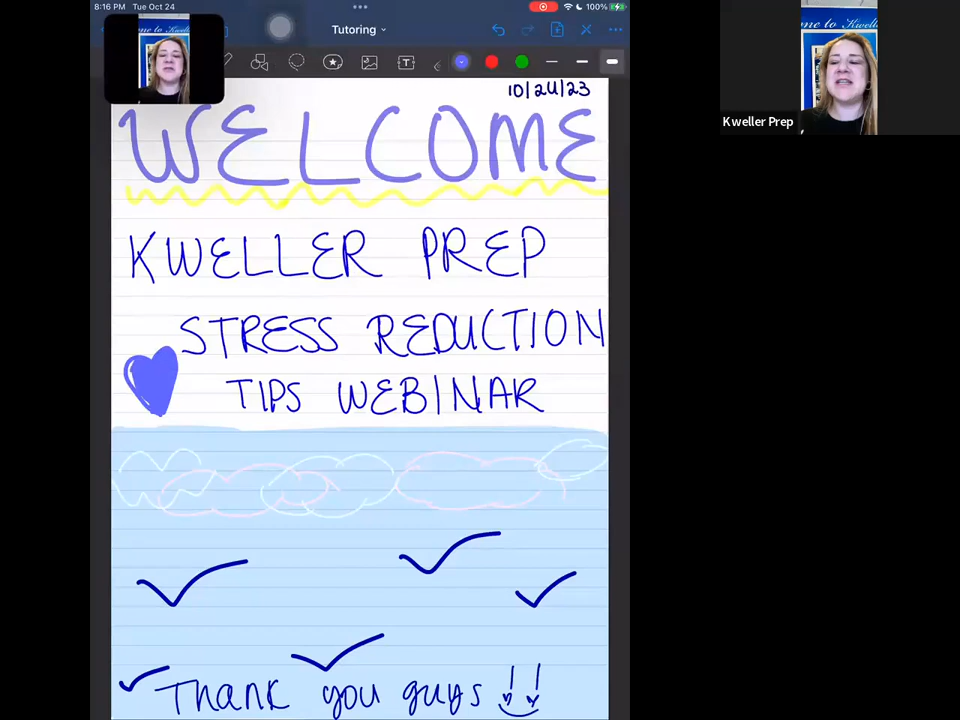 8:16 PM Tue Oct 24
100%
Tutoring
10/24/23
WELCOME
KWELLER PREP
STRESS REDUCTION
TIPS WEBINAR
Thank you guys !!
Kweller Prep